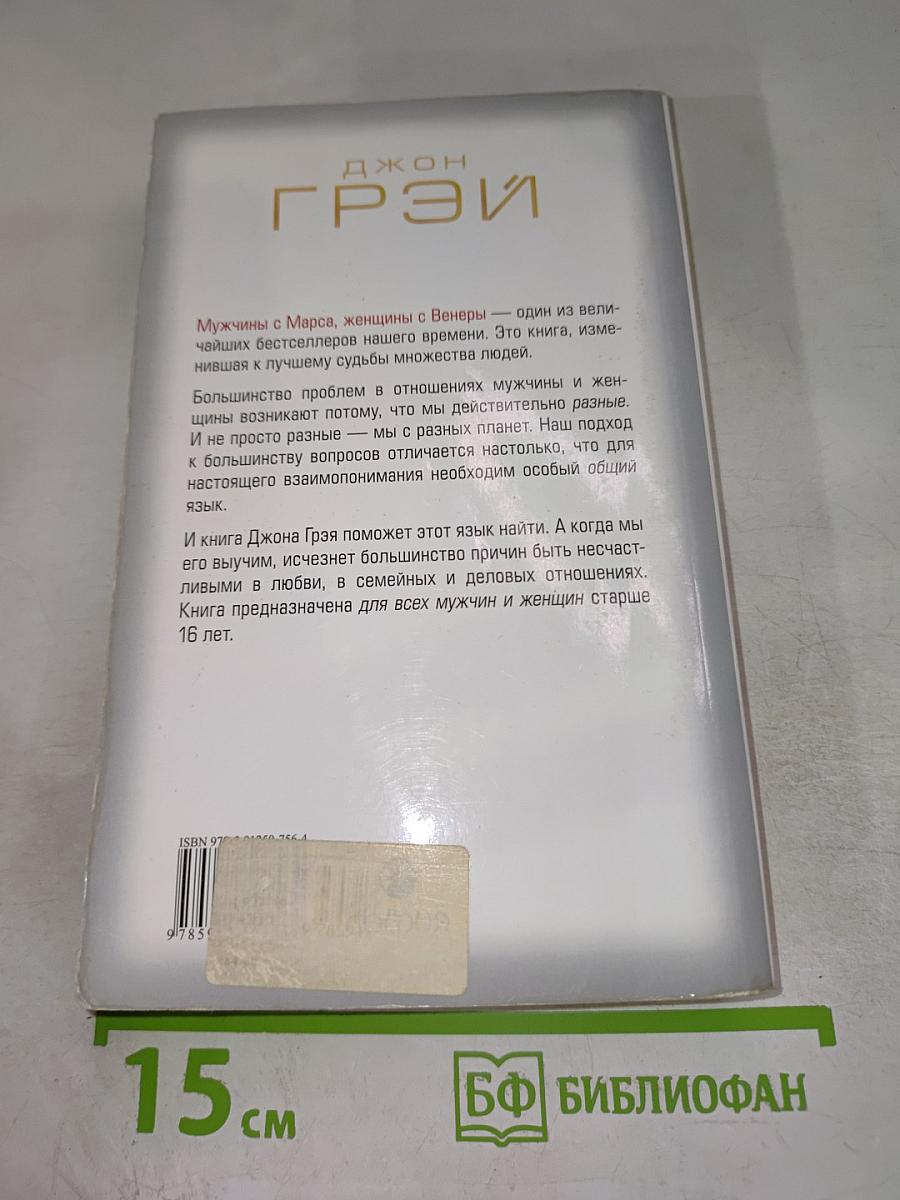 ДЖОН
ГРЭЙ
Мужчины с Марса, женщины с Венеры — один из вели-
чайших бестселлеров нашего времени. Это книга, изме-
нившая к лучшему судьбы множества людей.
Большинство проблем в отношениях мужчины и жен-
щины возникают потому, что мы действительно разные.
И не просто разные — мы с разных планет. Наш подход
к большинству вопросов отличается настолько, что для
настоящего взаимопонимания необходим особый общий
язык.
И книга Джона Грэя поможет этот язык найти. А когда мы
его выучим, исчезнет большинство причин быть несчаст-
ливыми в любви, в семейных и деловых отношениях.
Книга предназначена для всех мужчин и женщин старше
16 лет.
ISBN
15 см
БФ БИБЛИОФАН